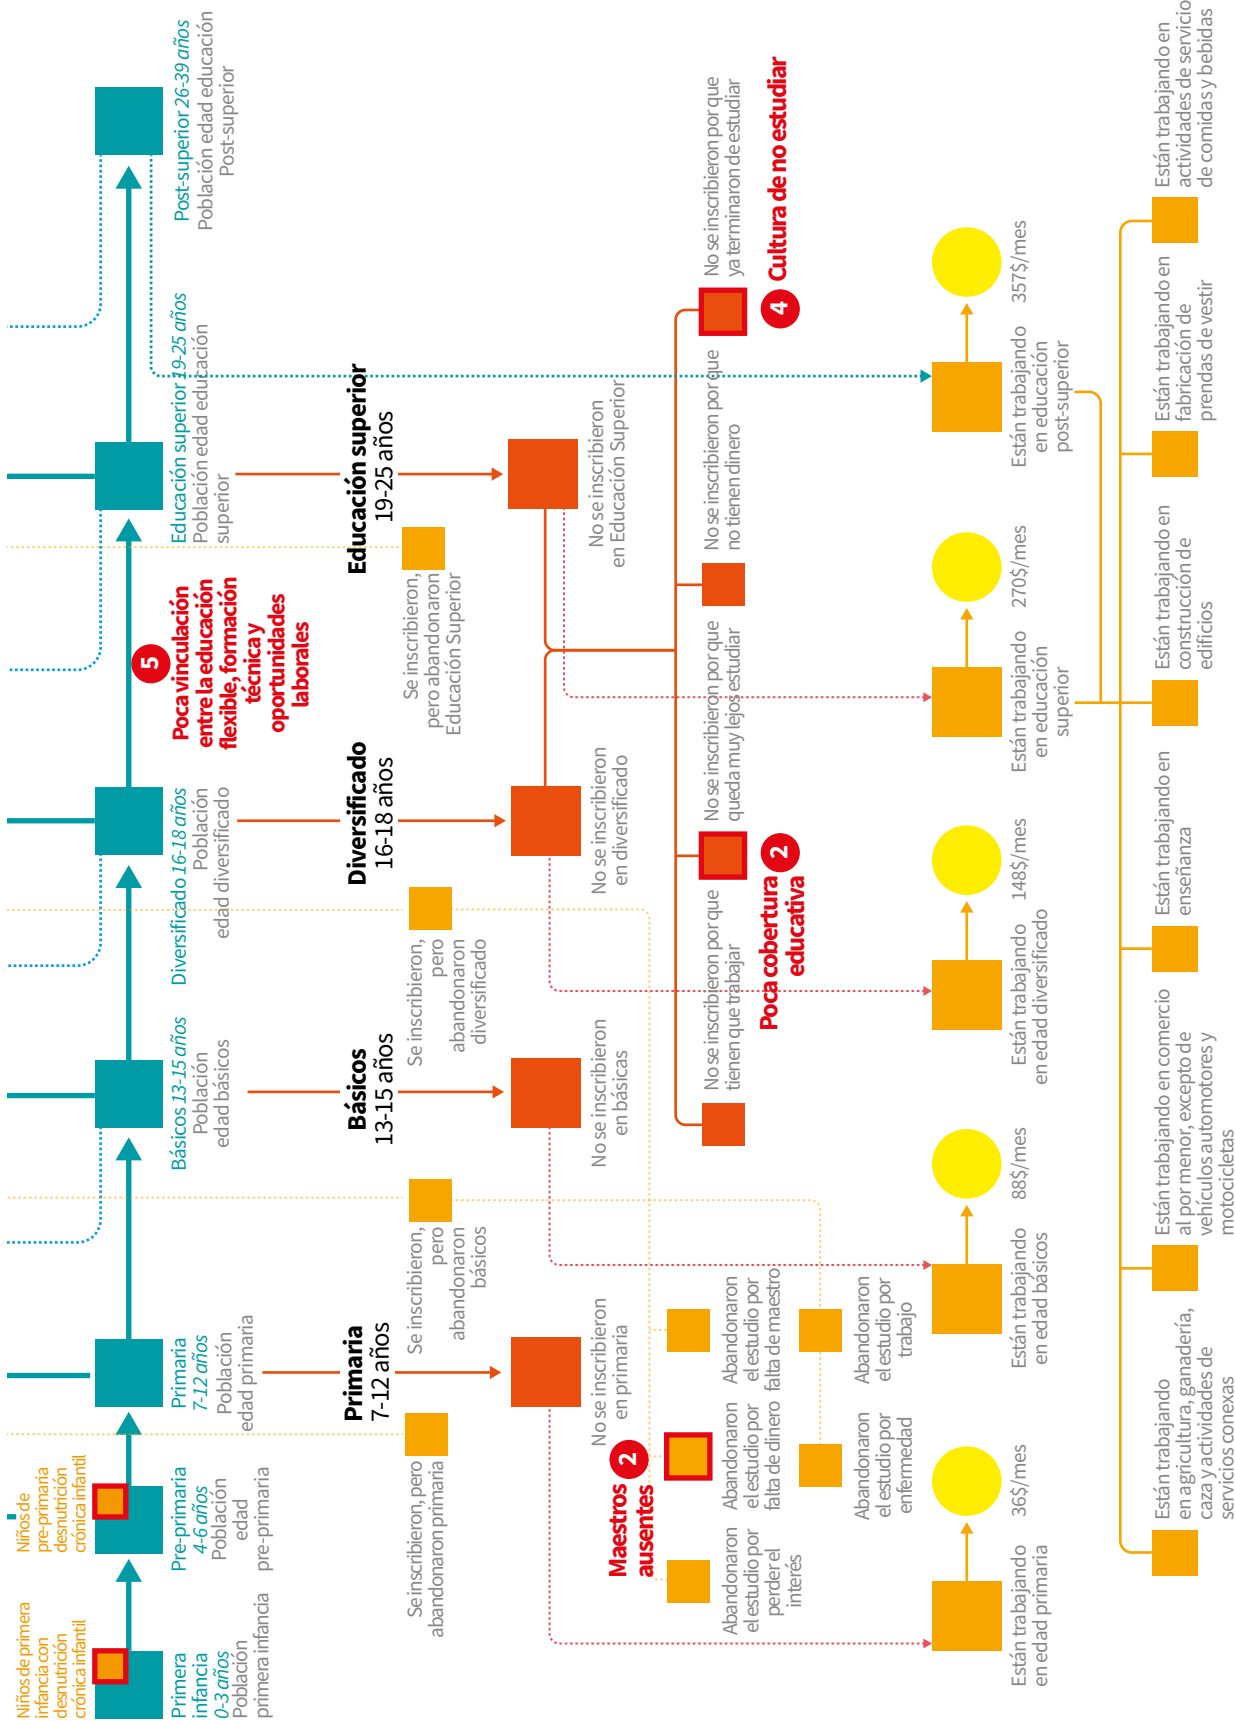 Niños de primera
infancia con
desnutrición
crónica infantil
Niños de
pre-primaria
desnutrición
crónica infantil
Primera
infancia
0-3 años
Población
primera infancia
Pre-primaria
4-6 años
Población
edad
pre-primaria
Primaria
7-12 años
Población
edad primaria
Básicos 13-15 años
Población
edad básicos
Diversificado 16-18 años
Población
edad diversificado
5
Poca vinculación
entre la educación
flexible, formación
técnica y
oportunidades
laborales
Educación superior 19-25 años
Población edad educación
superior
Post-superior 26-39 años
Población edad educación
Post-superior
Primaria
7-12 años
Básicos
13-15 años
Diversificado
16-18 años
Educación superior
19-25 años
Se inscribieron, pero
abandonaron primaria
Se inscribieron,
pero
abandonaron
básicos
Se inscribieron,
pero
abandonaron
diversificado
Se inscribieron,
pero abandonaron
Educación Superior
No se inscribieron
en primaria
No se inscribieron
en básicas
No se inscribieron
en diversificado
No se inscribieron
en Educación Superior
Maestros
ausentes
2
Abandonaron
el estudio por
perder el
interés
Abandonaron
el estudio por
falta de dinero
Abandonaron
el estudio por
falta de maestro
Abandonaron
el estudio por
enfermedad
Abandonaron
el estudio por
trabajo
No se inscribieron por que
tienen que trabajar
No se inscribieron por que
queda muy lejos estudiar
No se inscribieron por que
no tienen dinero
No se inscribieron por que
ya terminaron de estudiar
Poca cobertura
educativa
2
4
Cultura de no estudiar
Están trabajando
en edad primaria
36$/mes
Están trabajando
en edad básicos
88$/mes
Están trabajando
en edad diversificado
148$/mes
Están trabajando
en educación
superior
270$/mes
Están trabajando
en educación
post-superior
357$/mes
Están trabajando
en agricultura, ganadería,
caza y actividades de
servicios conexas
Están trabajando en comercio
al por menor, excepto de
vehículos automotores y
motocicletas
Están trabajando en
enseñanza
Están trabajando en
construcción de
edificios
Están trabajando en
fabricación de
prendas de vestir
Están trabajando en
actividades de servicio
de comidas y bebidas